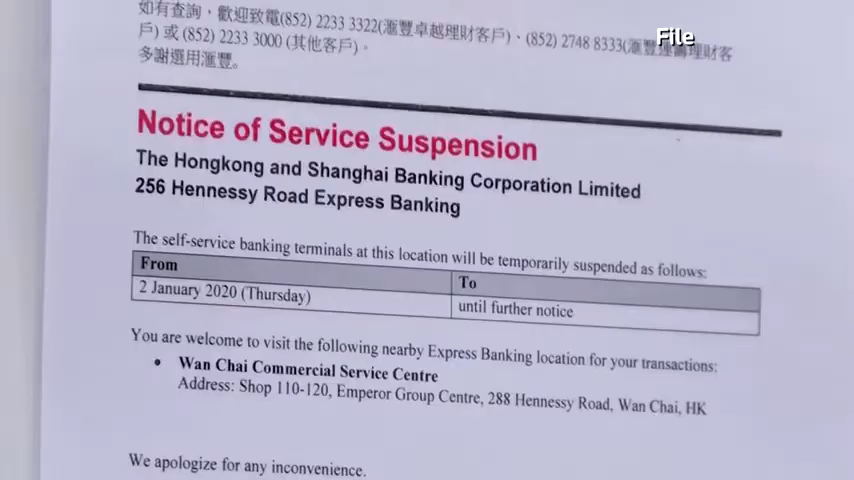 如有查詢，歡迎致電(852) 2233 3322(滙豐卓越理財客戶)、(852) 2748 8333(滙豐運籌理財客
戶) 或 (852) 2233 3000 (其他客戶)。
多謝選用滙豐。
File
Notice of Service Suspension
The Hongkong and Shanghai Banking Corporation Limited
256 Hennessy Road Express Banking
The self-service banking terminals at this location will be temporarily suspended as follows:
From To
2 January 2020 (Thursday) until further notice
You are welcome to visit the following nearby Express Banking location for your transactions:
• Wan Chai Commercial Service Centre
Address: Shop 110-120, Emperor Group Centre, 288 Hennessy Road, Wan Chai, HK
We apologize for any inconvenience.